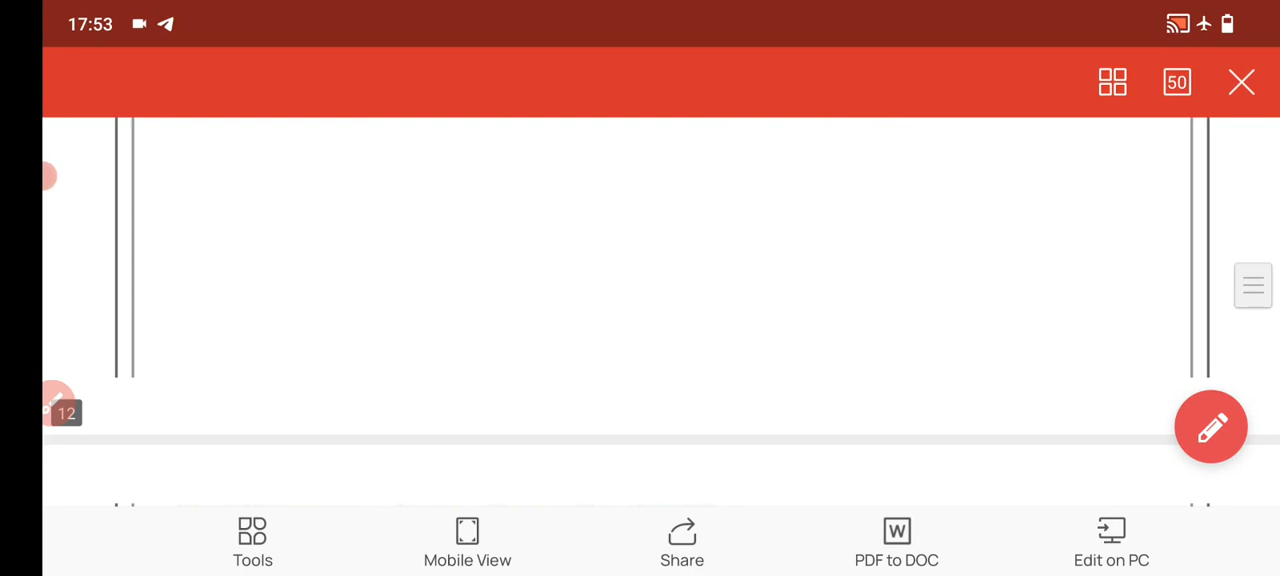 17:53
50
12
W
Tools
Mobile View
Share
PDF to DOC
Edit on PC